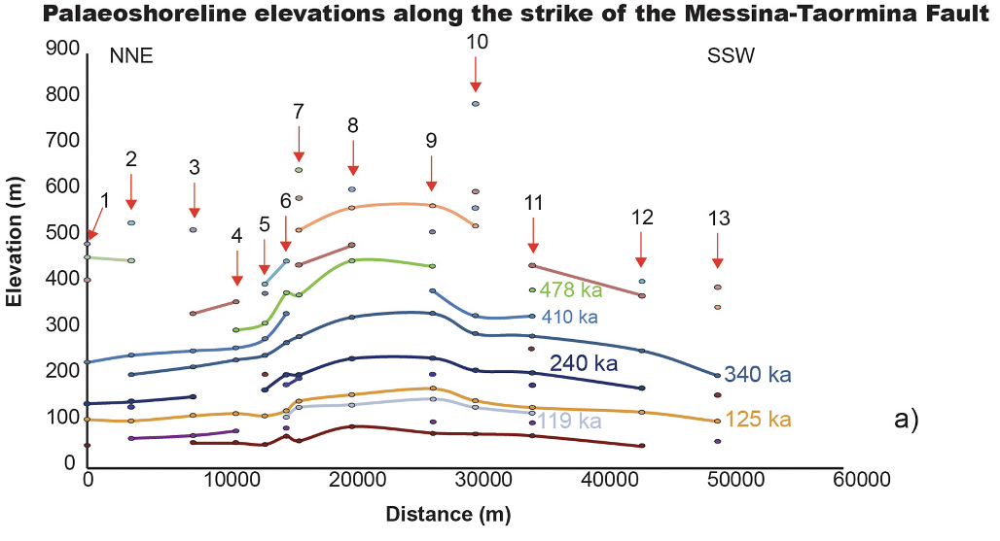 Palaeoshoreline elevations along the strike of the Messina-Taormina Fault
900
800
700
600
500
400
300
200
100
0
Elevation (m)
NNE
SSW
1
2
3
4
5
6
7
8
9
10
11
12
13
478 ka
410 ka
240 ka
340 ka
119 ka
125 ka
a)
0
10000
20000
30000
40000
50000
60000
Distance (m)